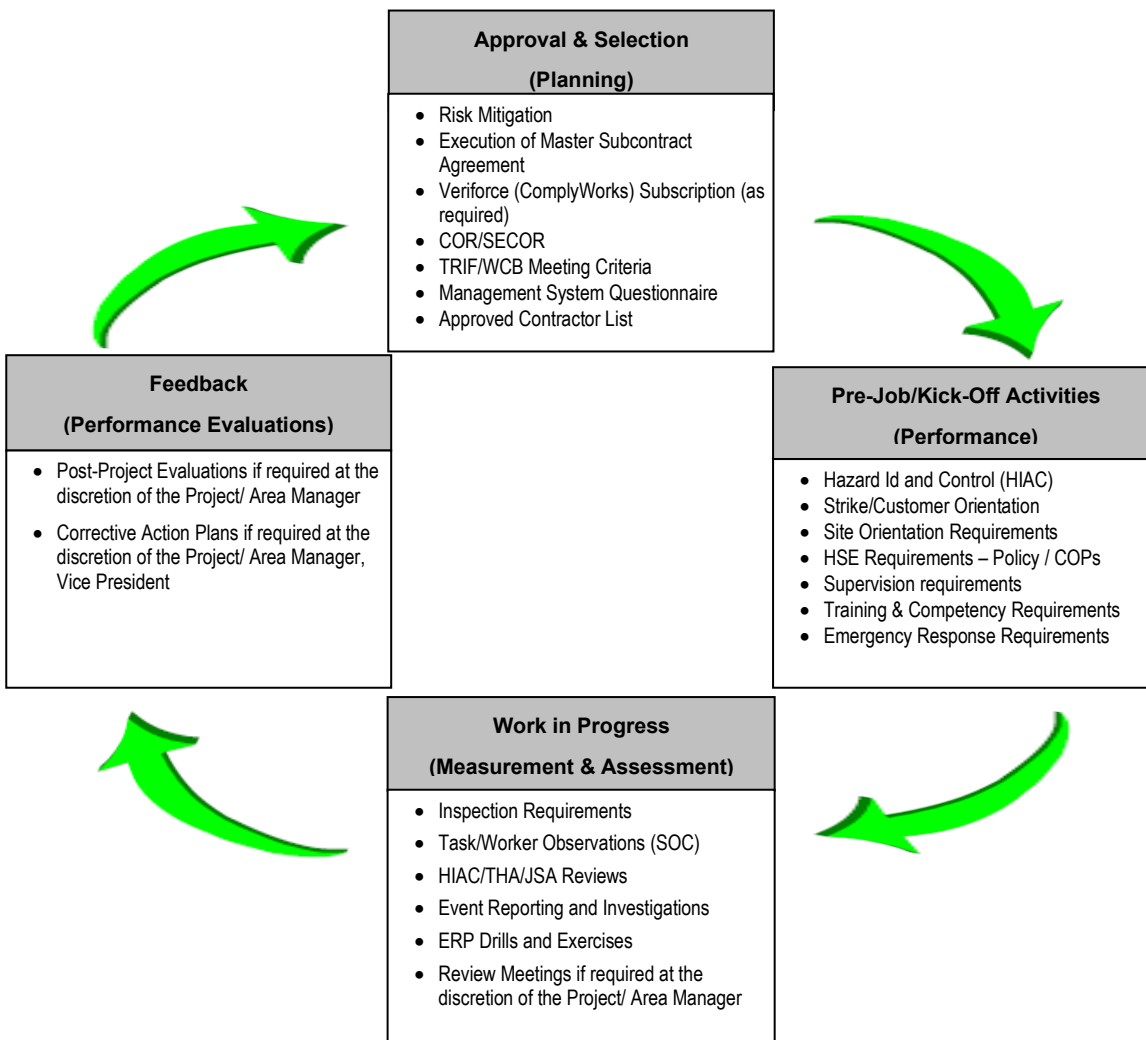 Approval & Selection
(Planning)
• Risk Mitigation
• Execution of Master Subcontract
Agreement
• Veriforce (ComplyWorks) Subscription (as
required)
• COR/SECOR
• TRIF/WCB Meeting Criteria
• Management System Questionnaire
• Approved Contractor List
Pre-Job/Kick-Off Activities
(Performance)
• Hazard Id and Control (HIAC)
• Strike/Customer Orientation
• Site Orientation Requirements
• HSE Requirements – Policy / COPs
• Supervision requirements
• Training & Competency Requirements
• Emergency Response Requirements
Work in Progress
(Measurement & Assessment)
• Inspection Requirements
• Task/Worker Observations (SOC)
• HIAC/THA/JSA Reviews
• Event Reporting and Investigations
• ERP Drills and Exercises
• Review Meetings if required at the
discretion of the Project/ Area Manager
Feedback
(Performance Evaluations)
• Post-Project Evaluations if required at the
discretion of the Project/ Area Manager
• Corrective Action Plans if required at the
discretion of the Project/ Area Manager,
Vice President